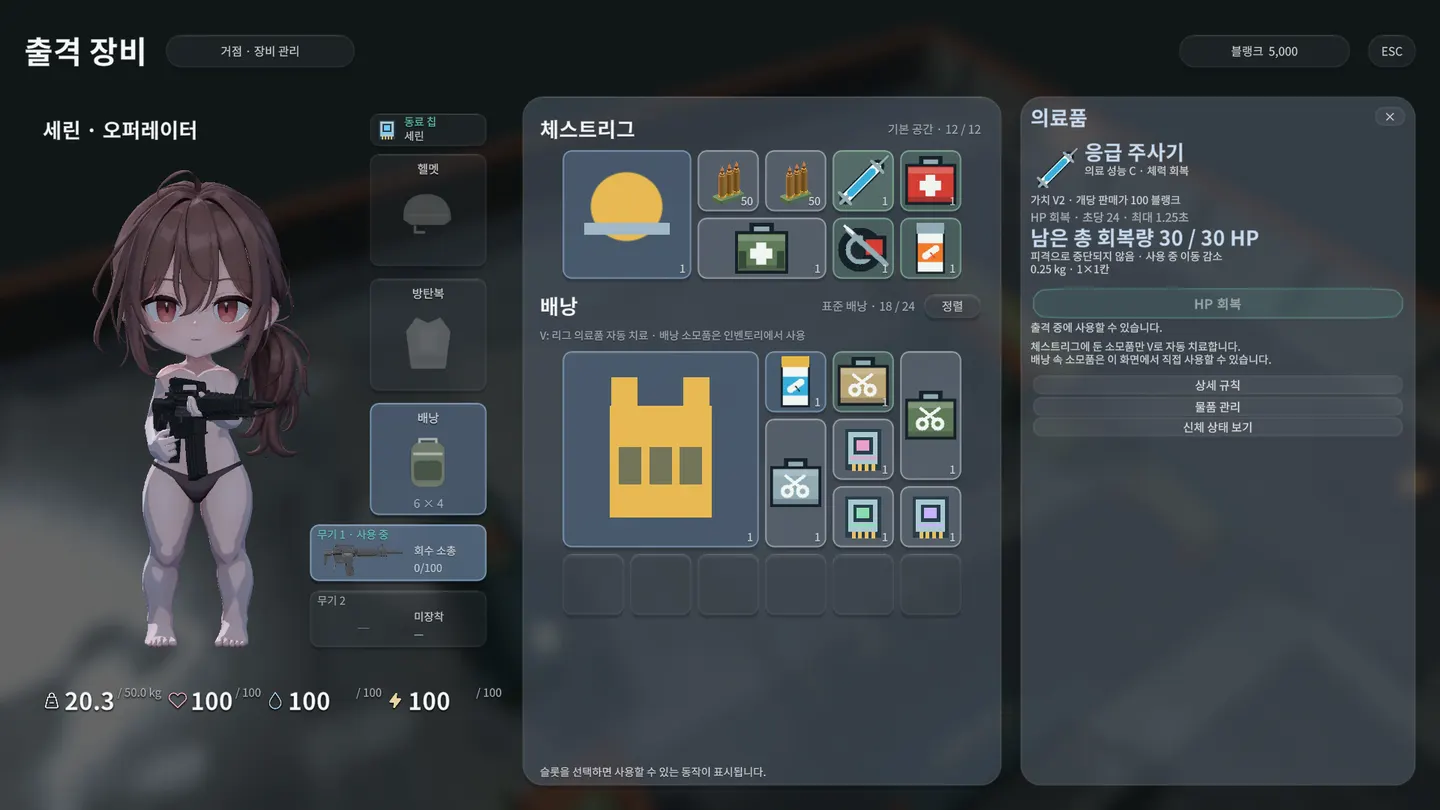 출격 장비
거점 · 장비 관리
블랭크 5,000
ESC
세린 · 오퍼레이터
동료 칩
세린
헬멧
방탄복
배낭
6 × 4
무기 1 · 사용 중
회수 소총
0/100
무기 2
미장착
—
—
20.3 / 50.0 kg
100 / 100
100 / 100
100 / 100
체스트리그
기본 공간 · 12 / 12
1
50
50
1
1
1
1
1
배낭
표준 배낭 · 18 / 24
정렬
V: 리그 의료품 자동 치료 · 배낭 소모품은 인벤토리에서 사용
1
1
1
1
1
1
1
1
슬롯을 선택하면 사용할 수 있는 동작이 표시됩니다.
의료품
×
응급 주사기
의료 성능 C · 체력 회복
가치 V2 · 개당 판매가 100 블랭크
HP 회복 · 초당 24 · 최대 1.25초
남은 총 회복량 30 / 30 HP
피격으로 중단되지 않음 · 사용 중 이동 감소
0.25 kg · 1×1칸
HP 회복
출격 중에 사용할 수 있습니다.
체스트리그에 둔 소모품만 V로 자동 치료합니다.
배낭 속 소모품은 이 화면에서 직접 사용할 수 있습니다.
상세 규칙
물품 관리
신체 상태 보기